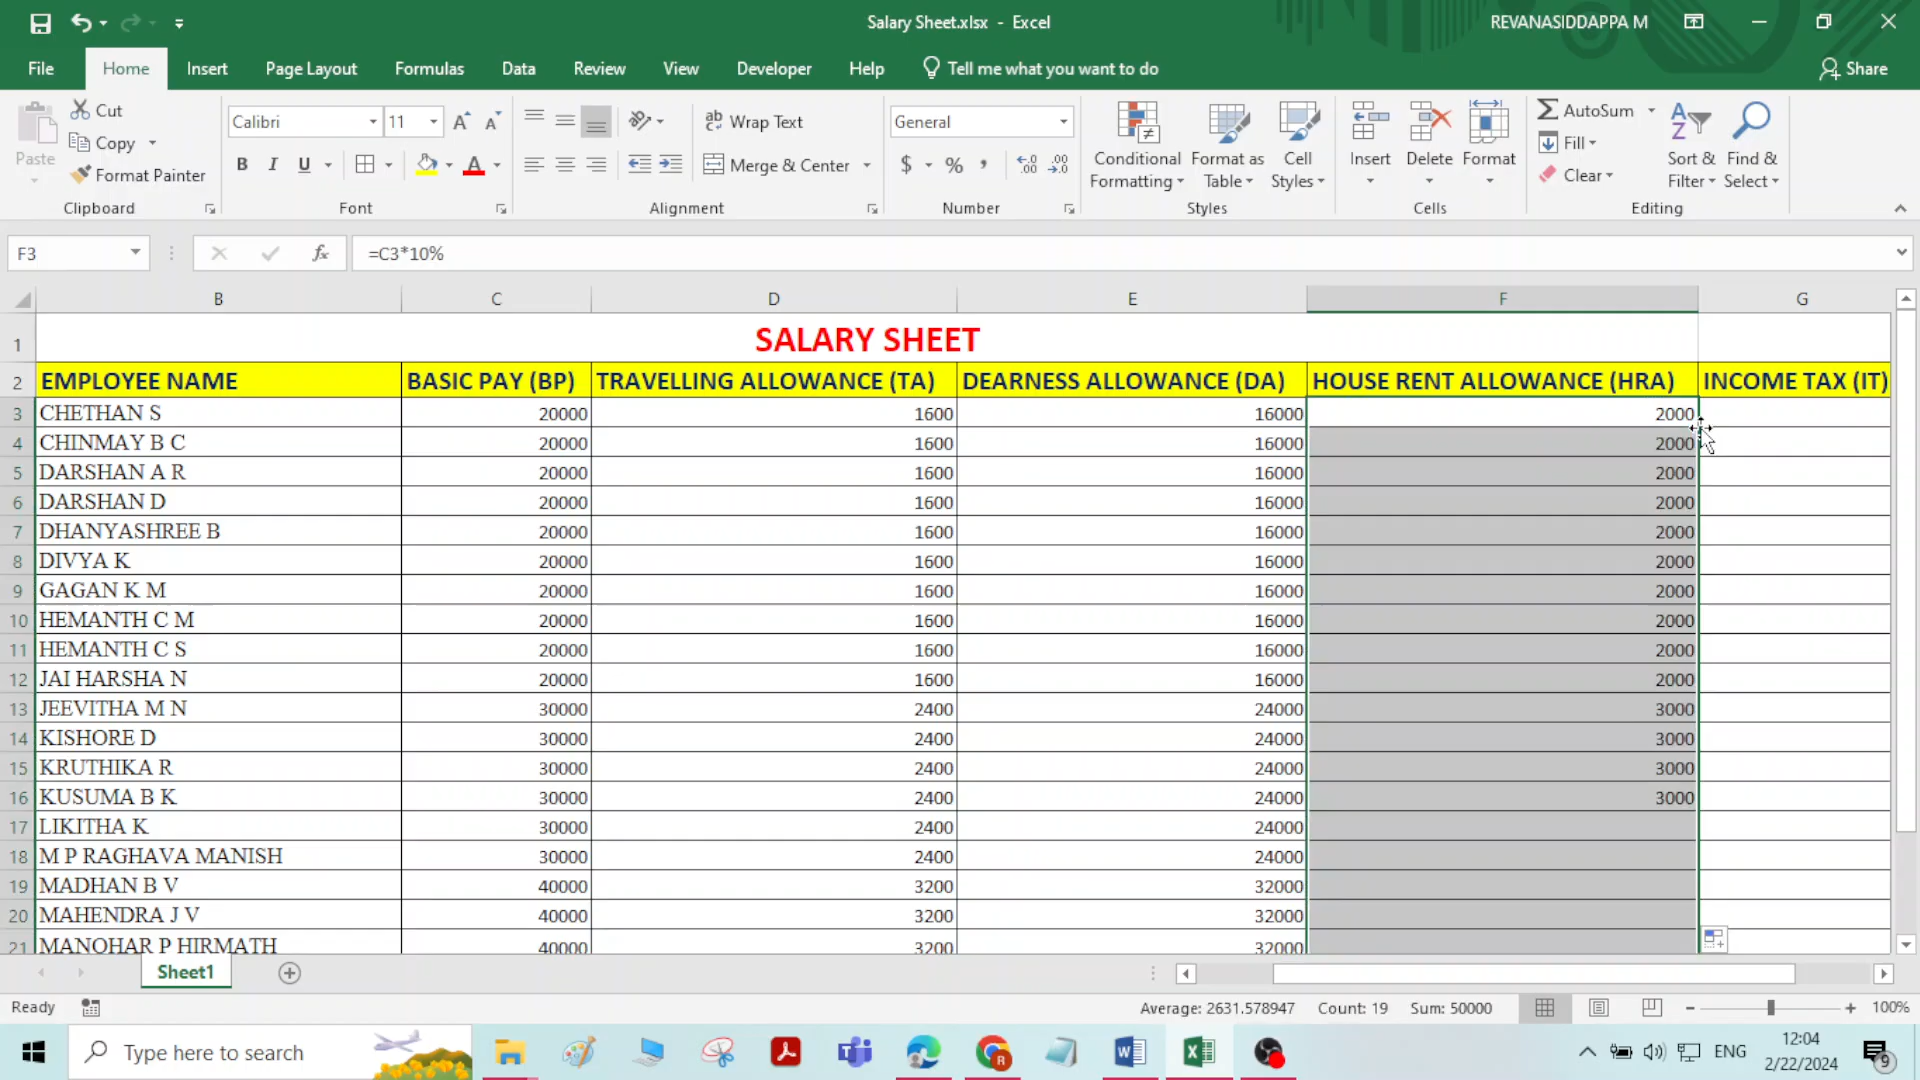 Salary Sheet.xlsx - Excel
REVANASIDDAPPA M
File Home Insert Page Layout Formulas Data Review View Developer Help Tell me what you want to do Share
Paste
Cut
Copy
Format Painter
Clipboard
Calibri 11
B I U A
Font
Wrap Text
Merge & Center
Alignment
General
$ % ,
Number
Conditional Formatting
Format as Table
Cell Styles
Styles
Insert Delete Format
Cells
AutoSum
Fill
Clear
Sort & Filter
Find & Select
Editing
F3 fx =C3*10%
B C D E F G
1 SALARY SHEET
2 EMPLOYEE NAME BASIC PAY (BP) TRAVELLING ALLOWANCE (TA) DEARNESS ALLOWANCE (DA) HOUSE RENT ALLOWANCE (HRA) INCOME TAX (IT)
3 CHETHAN S 20000 1600 16000 2000
4 CHINMAY B C 20000 1600 16000 2000
5 DARSHAN A R 20000 1600 16000 2000
6 DARSHAN D 20000 1600 16000 2000
7 DHANYASHREE B 20000 1600 16000 2000
8 DIVYA K 20000 1600 16000 2000
9 GAGAN K M 20000 1600 16000 2000
10 HEMANTH C M 20000 1600 16000 2000
11 HEMANTH C S 20000 1600 16000 2000
12 JAI HARSHA N 20000 1600 16000 2000
13 JEEVITHA M N 30000 2400 24000 3000
14 KISHORE D 30000 2400 24000 3000
15 KRUTHIKA R 30000 2400 24000 3000
16 KUSUMA B K 30000 2400 24000 3000
17 LIKITHA K 30000 2400 24000
18 M P RAGHAVA MANISH 30000 2400 24000
19 MADHAN B V 40000 3200 32000
20 MAHENDRA J V 40000 3200 32000
21 MANOHAR P HIRMATH 40000 3200 32000
Sheet1
Ready Average: 2631.578947 Count: 19 Sum: 50000 100%
Type here to search
ENG
12:04
2/22/2024
9